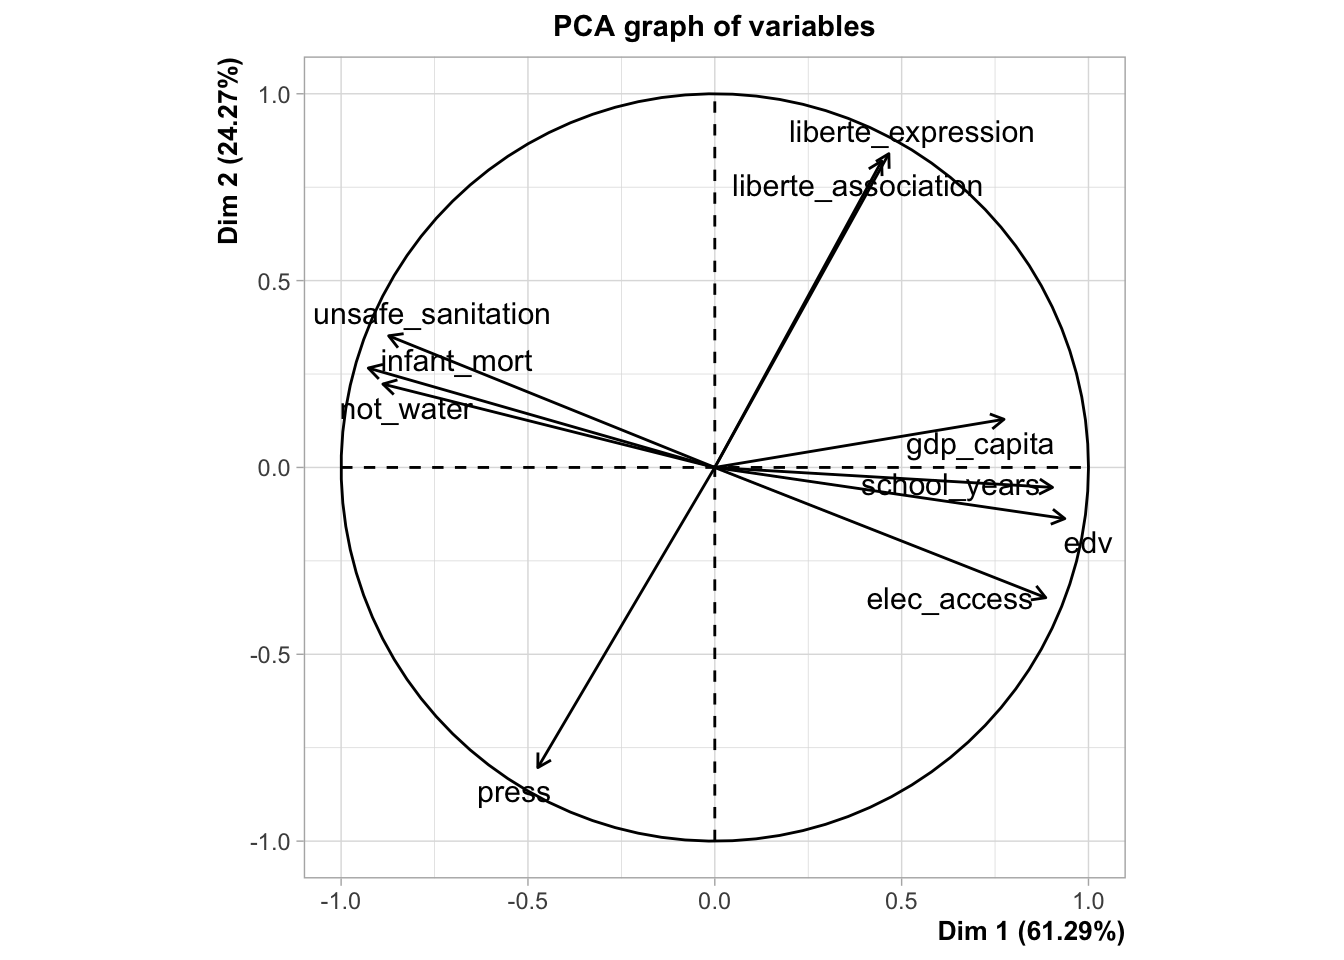 PCA graph of variables
Dim 2 (24.27%)
1.0
0.5
0.0
-0.5
-1.0
liberte_expression
liberte_association
unsafe_sanitation
infant_mort
not_water
gdp_capita
school_years
edv
elec_access
press
-1.0
-0.5
0.0
0.5
1.0
Dim 1 (61.29%)